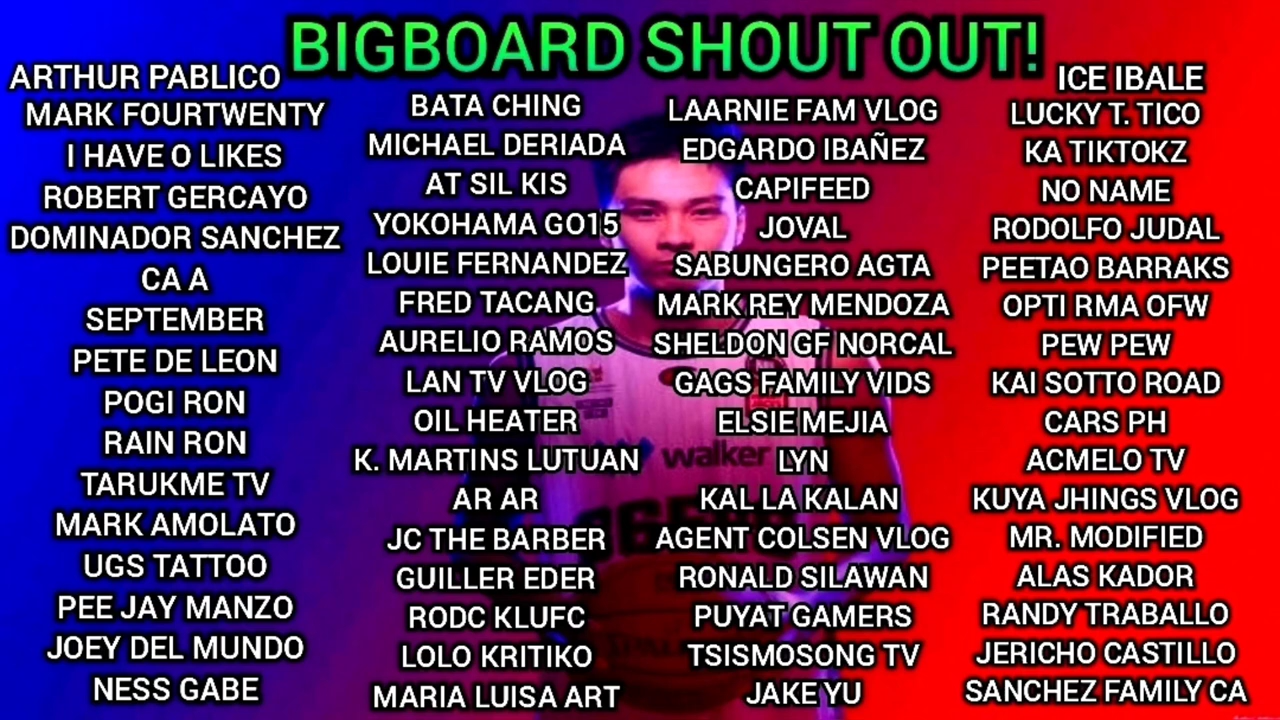 BIGBOARD SHOUT OUT!
ARTHUR PABLICO
MARK FOURTWENTY
I HAVE O LIKES
ROBERT GERCAYO
DOMINADOR SANCHEZ
CA A
SEPTEMBER
PETE DE LEON
POGI RON
RAIN RON
TARUKME TV
MARK AMOLATO
UGS TATTOO
PEE JAY MANZO
JOEY DEL MUNDO
NESS GABE
BATA CHING
MICHAEL DERIADA
AT SIL KIS
YOKOHAMA GO15
LOUIE FERNANDEZ
FRED TACANG
AURELIO RAMOS
LAN TV VLOG
OIL HEATER
K. MARTINS LUTUAN
AR AR
JC THE BARBER
GUILLER EDER
RODC KLUFC
LOLO KRITIKO
MARIA LUISA ART
LAARNIE FAM VLOG
EDGARDO IBAÑEZ
CAPIFEED
JOVAL
SABUNGERO AGTA
MARK REY MENDOZA
SHELDON GF NORCAL
GAGS FAMILY VIDS
ELSIE MEJIA
LYN
KAL LA KALAN
AGENT COLSEN VLOG
RONALD SILAWAN
PUYAT GAMERS
TSISMOSONG TV
JAKE YU
ICE IBALE
LUCKY T. TICO
KA TIKTOKZ
NO NAME
RODOLFO JUDAL
PEETAO BARRAKS
OPTI RMA OFW
PEW PEW
KAI SOTTO ROAD
CARS PH
ACMELO TV
KUYA JHINGS VLOG
MR. MODIFIED
ALAS KADOR
RANDY TRABALLO
JERICHO CASTILLO
SANCHEZ FAMILY CA
walker